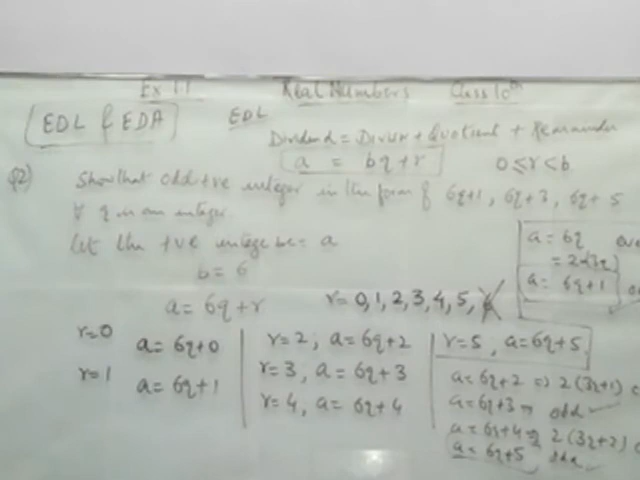 Ex 1.1 Real Numbers Class 10th
EDL & EDA
EDL
Dividend = Divisor + Quotient + Remainder
a = bq+r 0≤r<b
Q2) Show that odd +ve integer in the form of 6q+1, 6q+3, 6q+5
q is an integer.
Let the +ve integer be = a
b = 6
a = 6q+r r = 0,1,2,3,4,5,
a = 6q
= 2(3q)
a = 6q+1
r=0 a = 6q+0
r=1 a = 6q+1
r=2, a = 6q+2
r=3, a = 6q+3
r=4, a = 6q+4
r=5, a=6q+5
a=6q+2 => 2(3q+1)
a=6q+3 => odd ✓
a=6q+4 => 2(3q+2)
a=6q+5